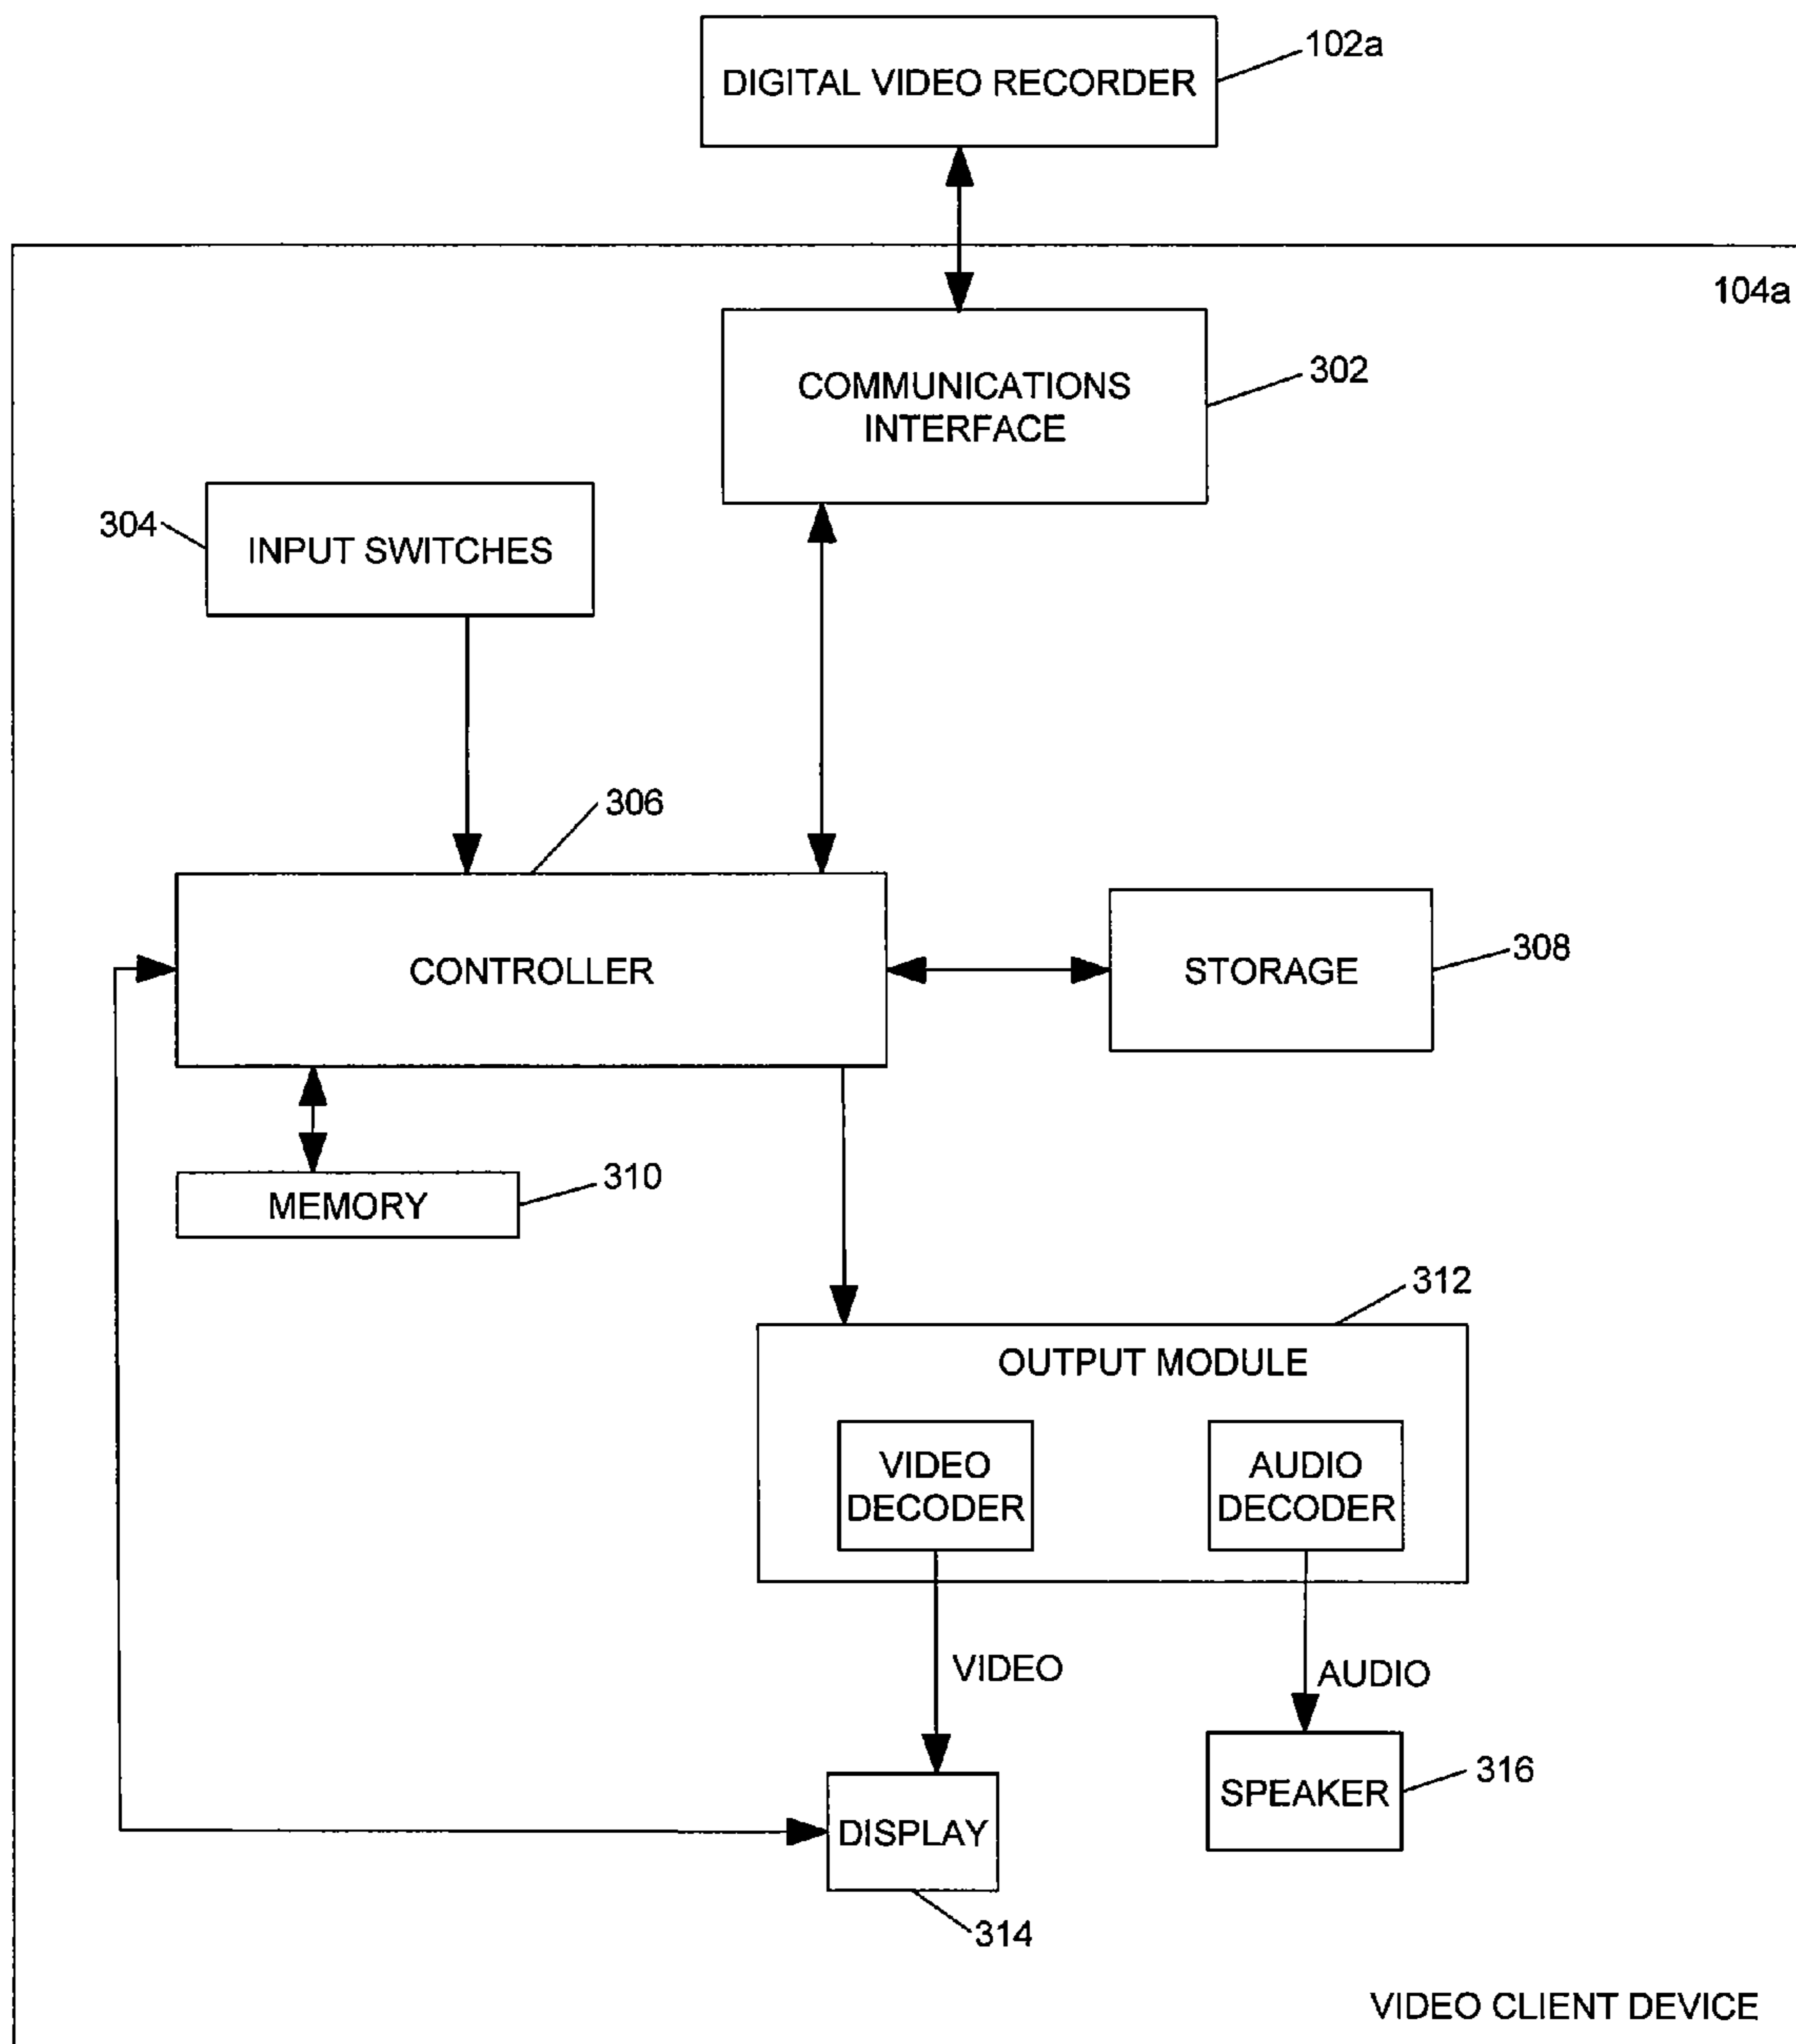 102a
DIGITAL VIDEO RECORDER
104a
COMMUNICATIONS
INTERFACE
302
304
INPUT SWITCHES
306
CONTROLLER
STORAGE
308
MEMORY
310
312
OUTPUT MODULE
VIDEO
DECODER
AUDIO
DECODER
VIDEO
AUDIO
DISPLAY
314
SPEAKER
316
VIDEO CLIENT DEVICE